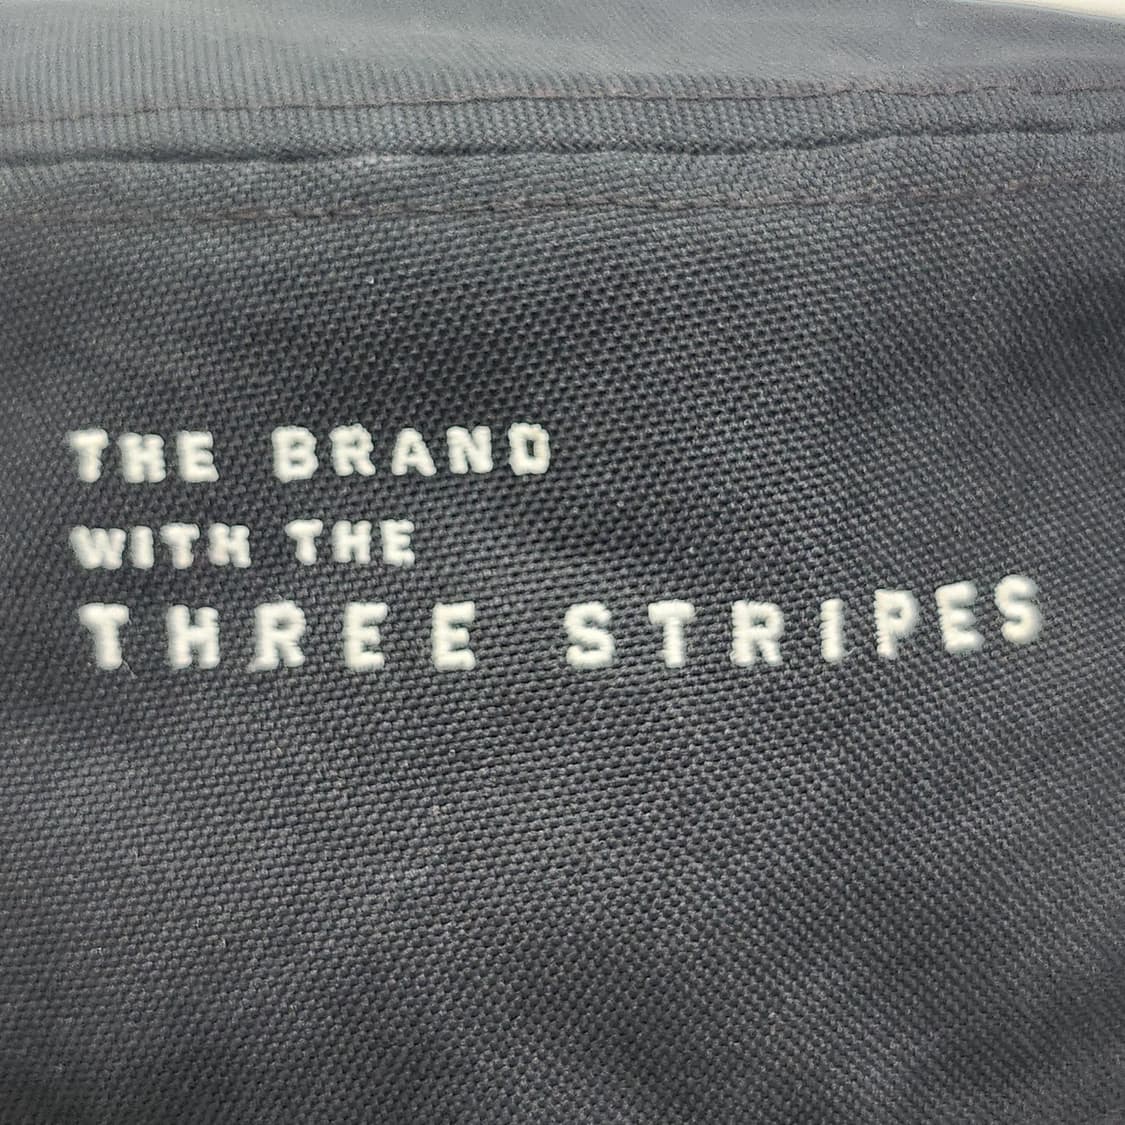 THE BRAND
WITH THE
THREE STRIPES